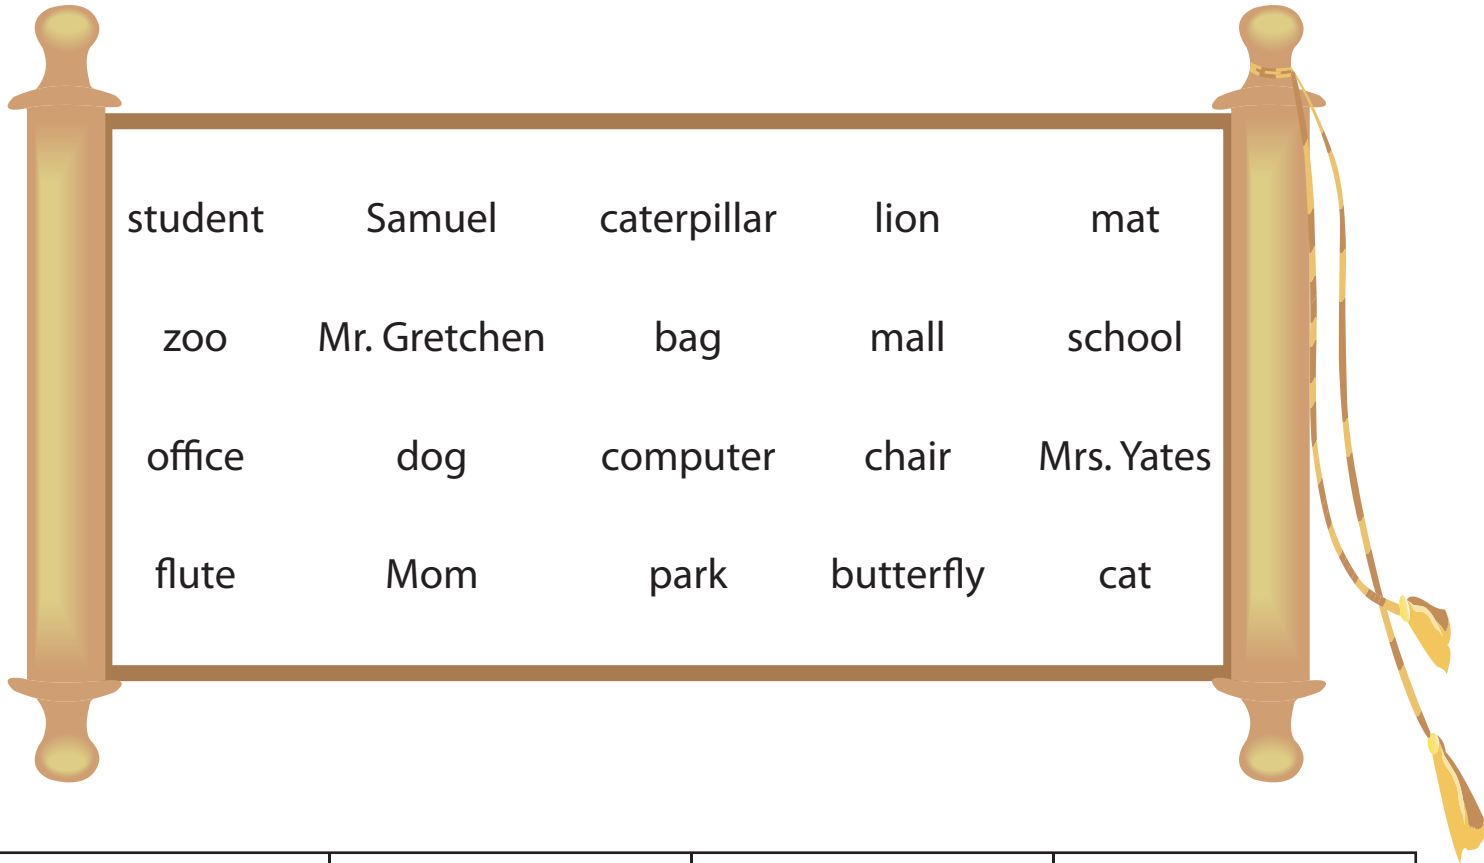 student Samuel caterpillar lion mat
zoo Mr. Gretchen bag mall school
office dog computer chair Mrs. Yates
flute Mom park butterfly cat